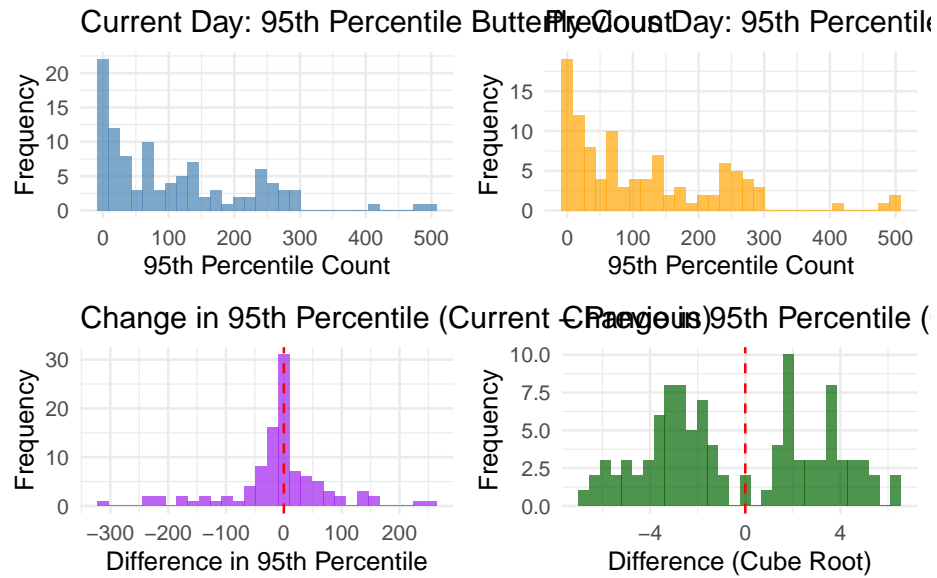 Current Day: 95th Percentile Butterfly Count
Previous Day: 95th Percentile
Frequency
20
15
10
5
0
0 100 200 300 400 500
95th Percentile Count
Frequency
15
10
5
0
0 100 200 300 400 500
95th Percentile Count
Change in 95th Percentile (Current − Previous)
Change in 95th Percentile (
Frequency
30
20
10
0
−300 −200 −100 0 100 200
Difference in 95th Percentile
Frequency
10.0
7.5
5.0
2.5
0.0
−4 0 4
Difference (Cube Root)